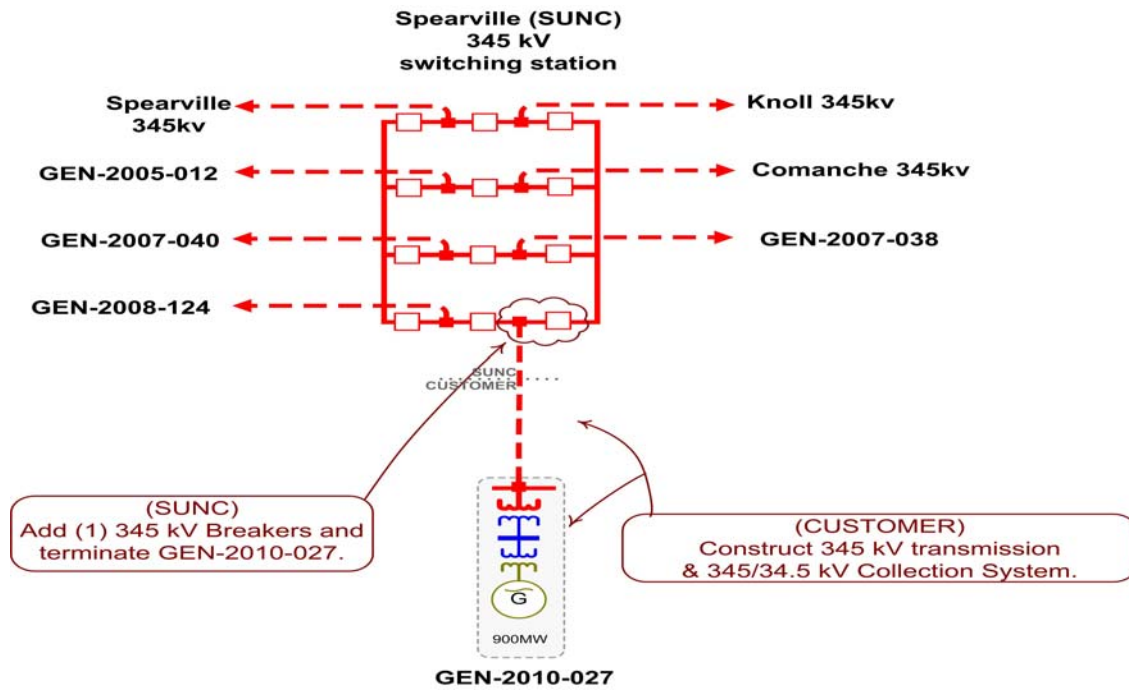 Spearville (SUNC)
345 kV
switching station
Spearville
345kv
Knoll 345kv
GEN-2005-012
Comanche 345kv
GEN-2007-040
GEN-2007-038
GEN-2008-124
SUNC
CUSTOMER
(SUNC)
Add (1) 345 kV Breakers and
terminate GEN-2010-027.
(CUSTOMER)
Construct 345 kV transmission
& 345/34.5 kV Collection System.
G
900MW
GEN-2010-027